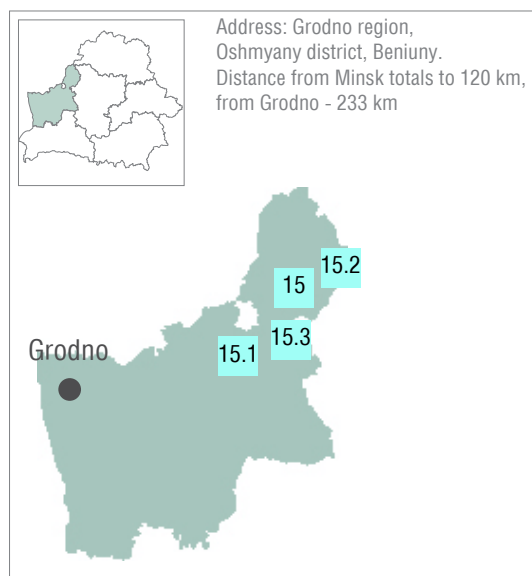 Address: Grodno region,
Oshmyany district, Beniuny.
Distance from Minsk totals to 120 km,
from Grodno - 233 km
15.2
15
15.3
15.1
Grodno